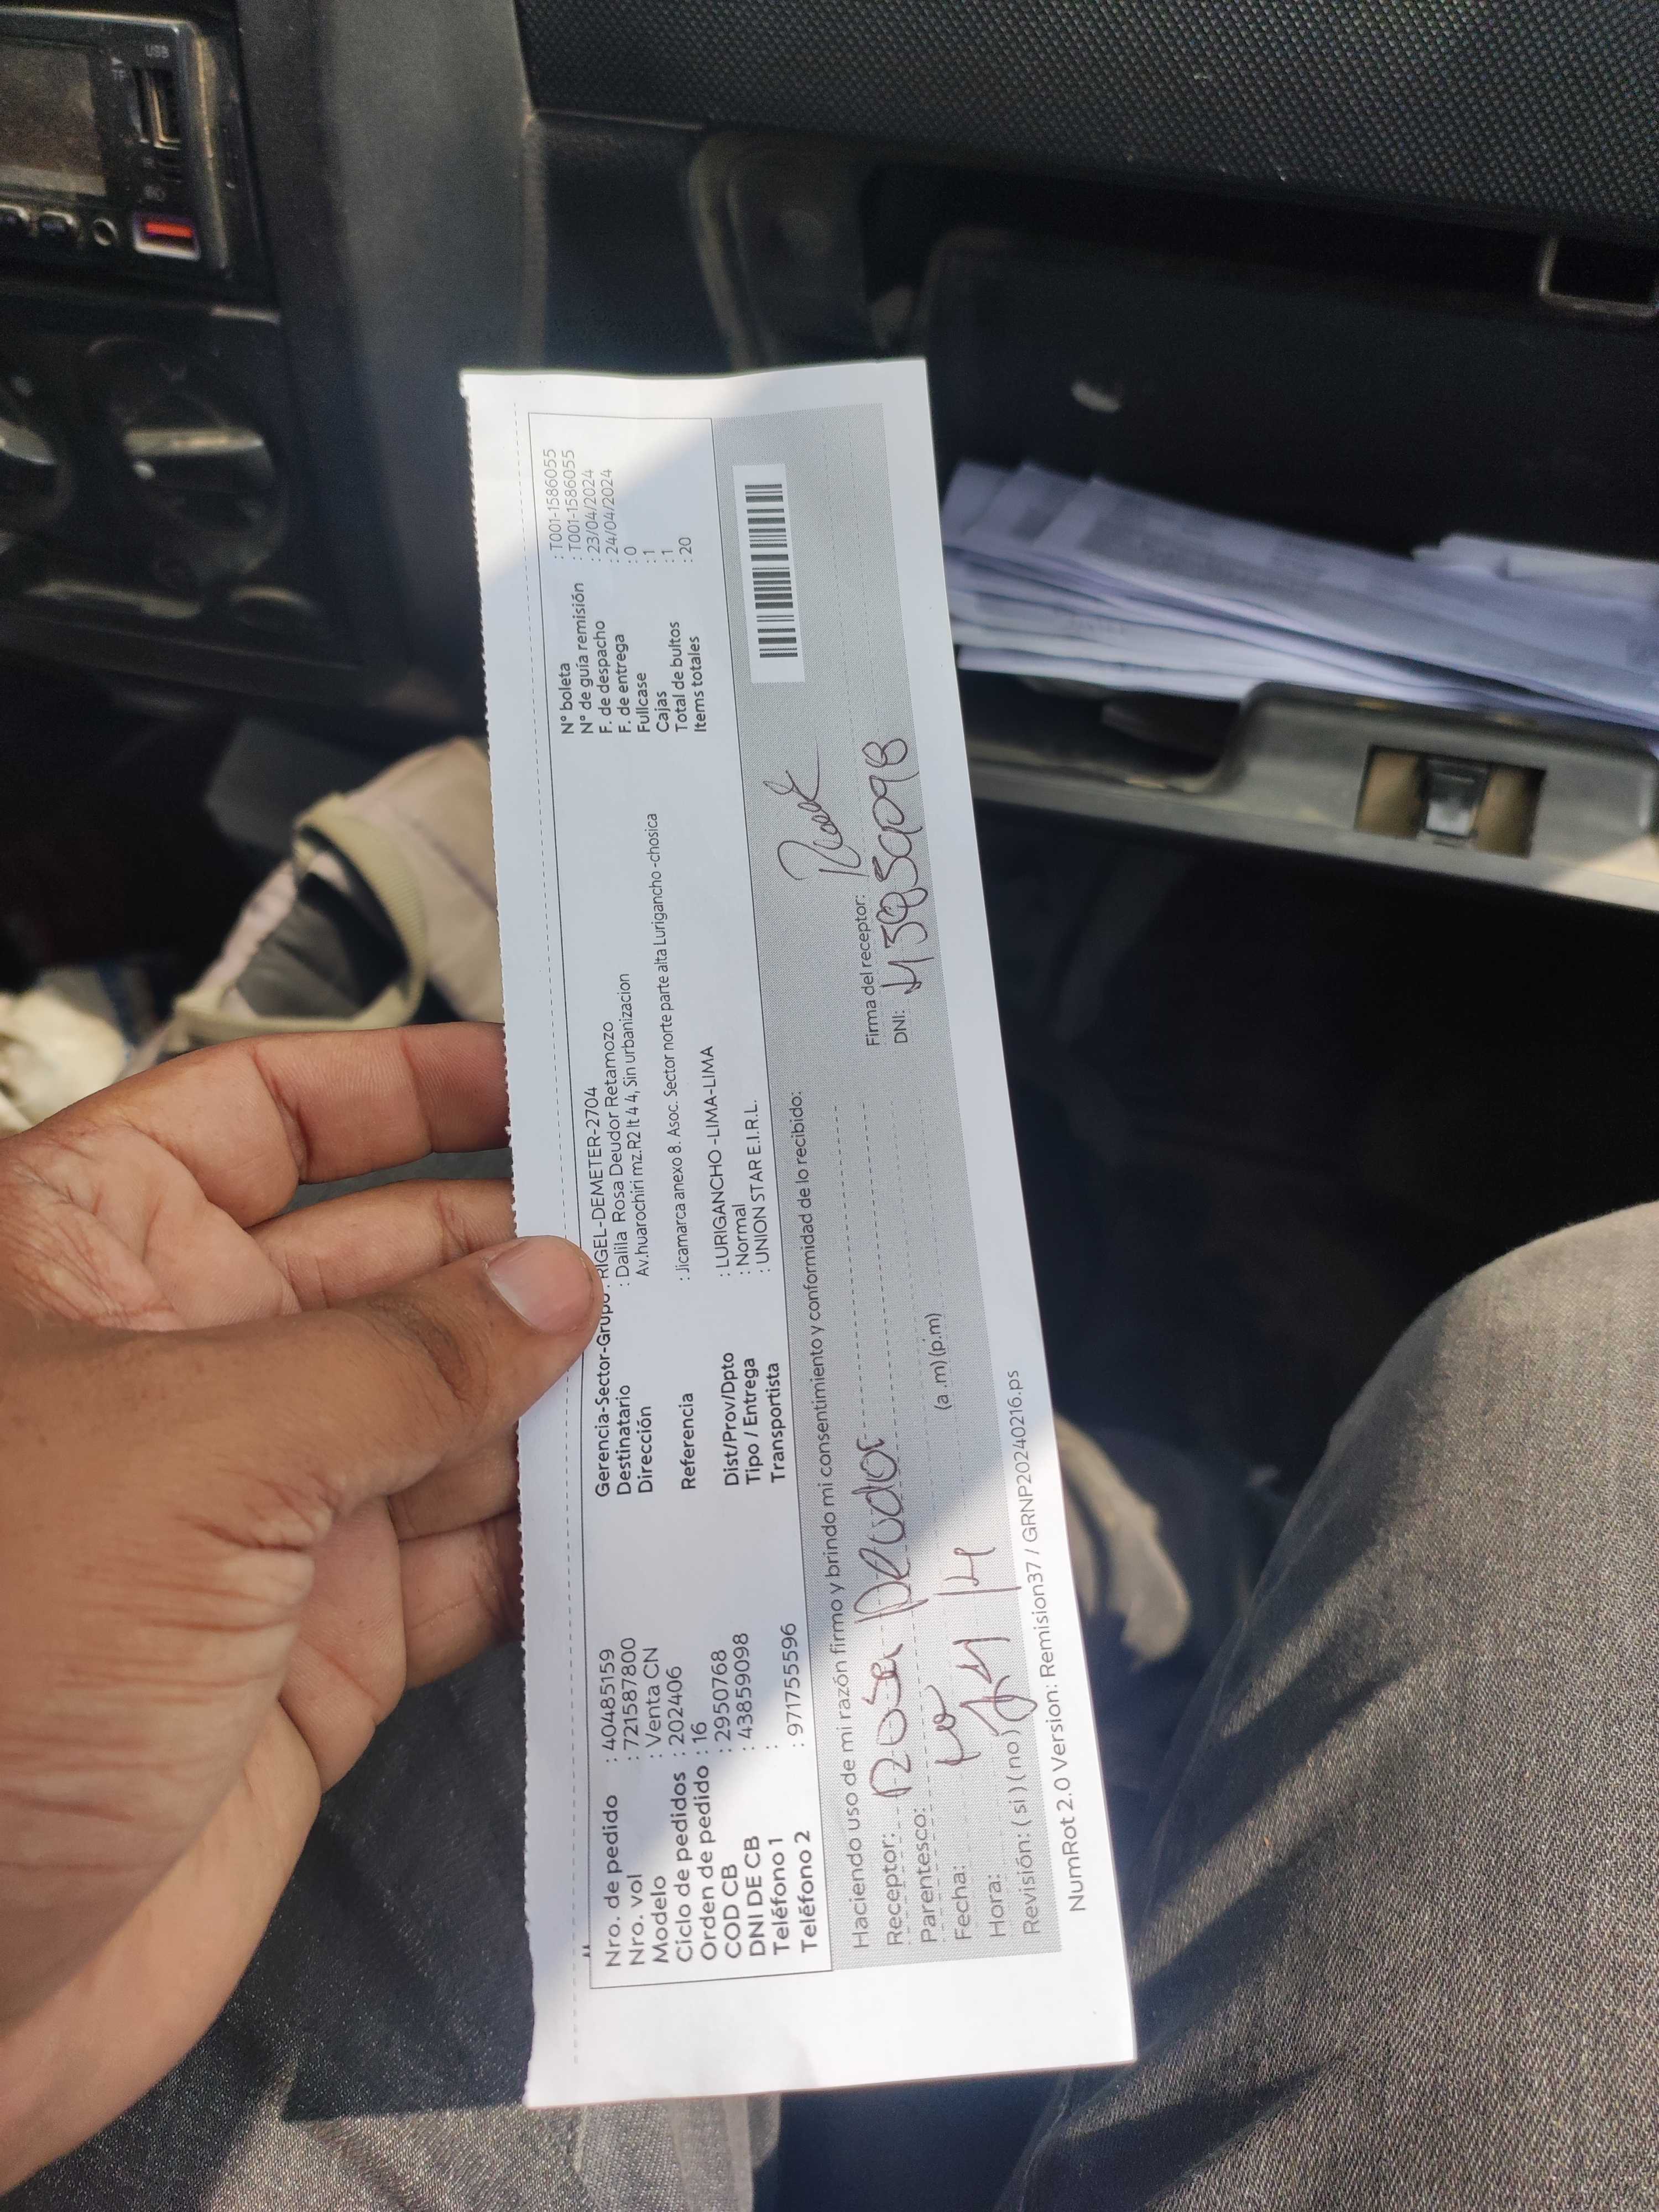 Nro. de pedido : 40485159
Nro. vol : 721587800
Modelo : Venta CN
Ciclo de pedidos : 202406
Orden de pedido : 16
COD CB : 2950768
DNI DE CB : 43859098
Teléfono 1 :
Teléfono 2 : 971755596
Gerencia-Sector-Grupo : RIGEL-DEMETER-2704
Destinatario : Dalila Rosa Deudor Retamozo
Dirección Av.huarochiri mz.R2 lt 4 4, Sin urbanizacion
Referencia : Jicamarca anexo 8. Asoc. Sector norte parte alta Lurigancho -chosica
Dist/Prov/Dpto : LURIGANCHO -LIMA-LIMA
Tipo / Entrega : Normal
Transportista : UNION STAR E.I.R.L.
N° boleta : T001-1586055
N° de guía remisión : T001-1586055
F. de despacho : 23/04/2024
F. de entrega : 24/04/2024
Fullcase : 0
Cajas : 1
Total de bultos : 1
Items totales : 20
Haciendo uso de mi razón firmo y brindo mi consentimiento y conformidad de lo recibido:
Receptor: Rosa Deudor
Parentesco:
Fecha:
Hora: 24/4 (a .m) (p.m)
Revisión: ( si ) ( no )
Firma del receptor:
DNI: 43859098
NumRot 2.0 Version: Remision37 / GRNP20240216.ps
USB
TF